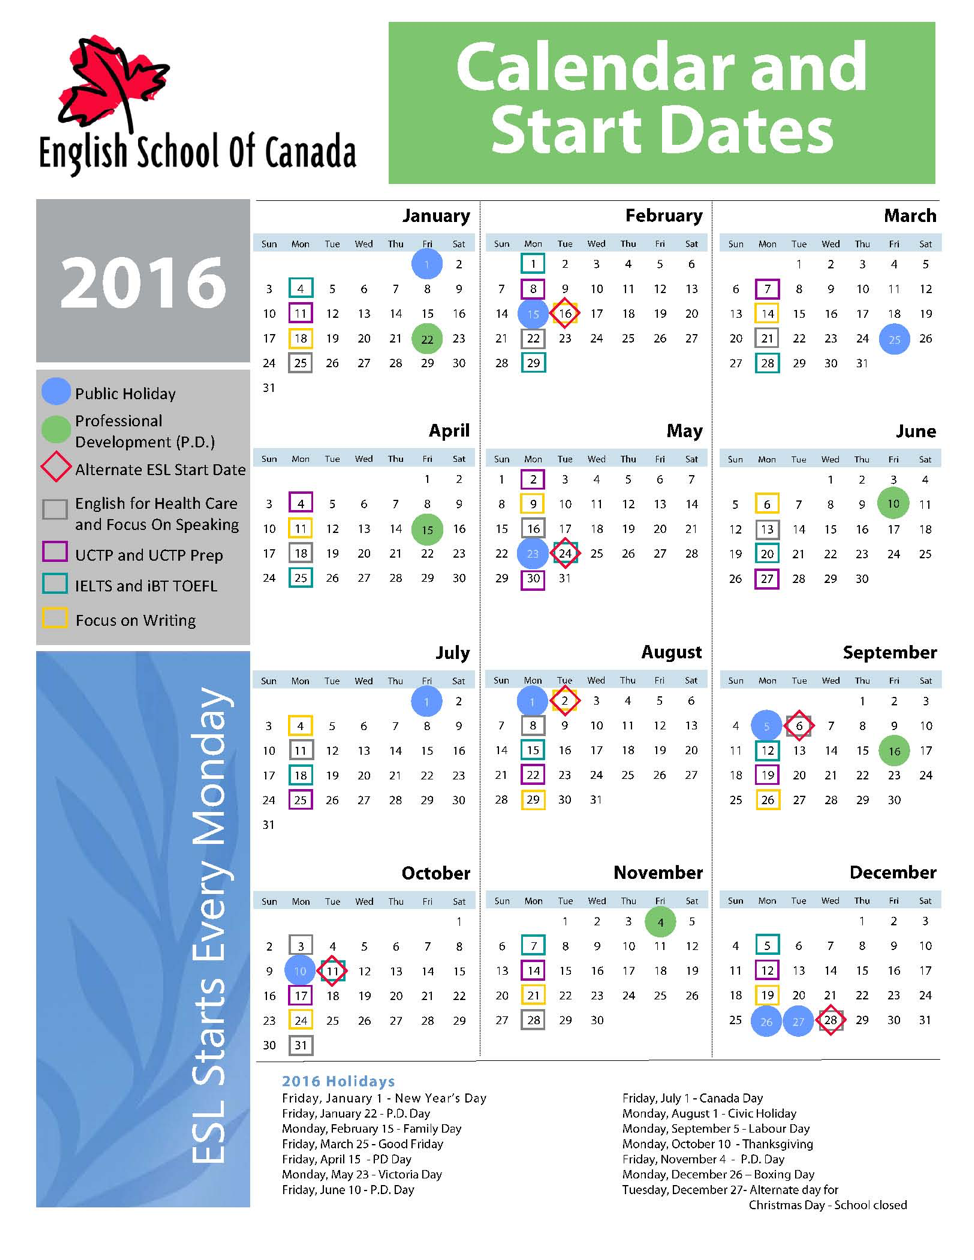 English School Of Canada
Calendar and
Start Dates
2016
Public Holiday
Professional
Development (P.D.)
Alternate ESL Start Date
English for Health Care
and Focus On Speaking
UCTP and UCTP Prep
IELTS and iBT TOEFL
Focus on Writing
ESL Starts Every Monday
January
Sun Mon Tue Wed Thu Fri Sat
1 2
3 4 5 6 7 8 9
10 11 12 13 14 15 16
17 18 19 20 21 22 23
24 25 26 27 28 29 30
31
February
Sun Mon Tue Wed Thu Fri Sat
1 2 3 4 5 6
7 8 9 10 11 12 13
14 15 16 17 18 19 20
21 22 23 24 25 26 27
28 29
March
Sun Mon Tue Wed Thu Fri Sat
1 2 3 4 5
6 7 8 9 10 11 12
13 14 15 16 17 18 19
20 21 22 23 24 25 26
27 28 29 30 31
April
Sun Mon Tue Wed Thu Fri Sat
1 2
3 4 5 6 7 8 9
10 11 12 13 14 15 16
17 18 19 20 21 22 23
24 25 26 27 28 29 30
May
Sun Mon Tue Wed Thu Fri Sat
1 2 3 4 5 6 7
8 9 10 11 12 13 14
15 16 17 18 19 20 21
22 23 24 25 26 27 28
29 30 31
June
Sun Mon Tue Wed Thu Fri Sat
1 2 3 4
5 6 7 8 9 10 11
12 13 14 15 16 17 18
19 20 21 22 23 24 25
26 27 28 29 30
July
Sun Mon Tue Wed Thu Fri Sat
1 2
3 4 5 6 7 8 9
10 11 12 13 14 15 16
17 18 19 20 21 22 23
24 25 26 27 28 29 30
31
August
Sun Mon Tue Wed Thu Fri Sat
1 2 3 4 5 6
7 8 9 10 11 12 13
14 15 16 17 18 19 20
21 22 23 24 25 26 27
28 29 30 31
September
Sun Mon Tue Wed Thu Fri Sat
1 2 3
4 5 6 7 8 9 10
11 12 13 14 15 16 17
18 19 20 21 22 23 24
25 26 27 28 29 30
October
Sun Mon Tue Wed Thu Fri Sat
1
2 3 4 5 6 7 8
9 10 11 12 13 14 15
16 17 18 19 20 21 22
23 24 25 26 27 28 29
30 31
November
Sun Mon Tue Wed Thu Fri Sat
1 2 3 4 5
6 7 8 9 10 11 12
13 14 15 16 17 18 19
20 21 22 23 24 25 26
27 28 29 30
December
Sun Mon Tue Wed Thu Fri Sat
1 2 3
4 5 6 7 8 9 10
11 12 13 14 15 16 17
18 19 20 21 22 23 24
25 26 27 28 29 30 31
2016 Holidays
Friday, January 1 - New Year's Day
Friday, January 22 - P.D. Day
Monday, February 15 - Family Day
Friday, March 25 - Good Friday
Friday, April 15 - PD Day
Monday, May 23 - Victoria Day
Friday, June 10 - P.D. Day
Friday, July 1 - Canada Day
Monday, August 1 - Civic Holiday
Monday, September 5 - Labour Day
Monday, October 10 - Thanksgiving
Friday, November 4 - P.D. Day
Monday, December 26 – Boxing Day
Tuesday, December 27- Alternate day for
Christmas Day - School closed